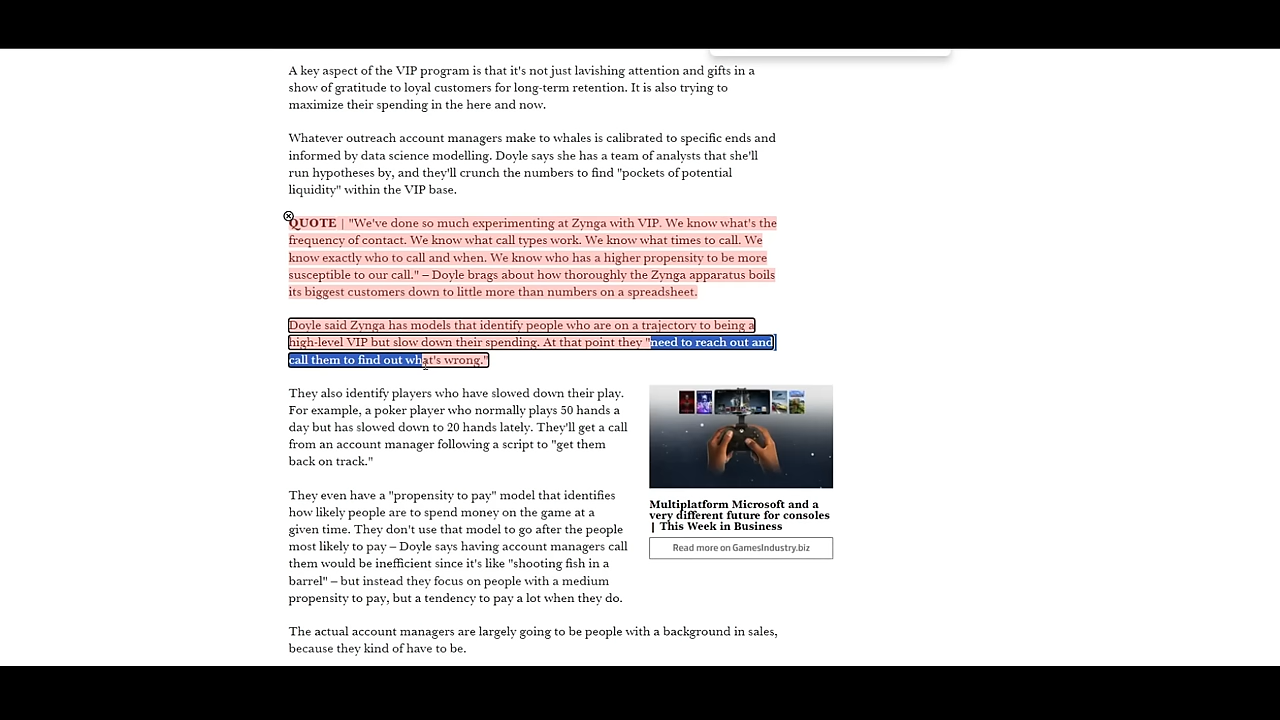 A key aspect of the VIP program is that it's not just lavishing attention and gifts in a
show of gratitude to loyal customers for long-term retention. It is also trying to
maximize their spending in the here and now.
Whatever outreach account managers make to whales is calibrated to specific ends and
informed by data science modelling. Doyle says she has a team of analysts that she'll
run hypotheses by, and they'll crunch the numbers to find "pockets of potential
liquidity" within the VIP base.
QUOTE | "We've done so much experimenting at Zynga with VIP. We know what's the
frequency of contact. We know what call types work. We know what times to call. We
know exactly who to call and when. We know who has a higher propensity to be more
susceptible to our call." – Doyle brags about how thoroughly the Zynga apparatus boils
its biggest customers down to little more than numbers on a spreadsheet.
Doyle said Zynga has models that identify people who are on a trajectory to being a
high-level VIP but slow down their spending. At that point they "need to reach out and
call them to find out what's wrong."
They also identify players who have slowed down their play.
For example, a poker player who normally plays 50 hands a
day but has slowed down to 20 hands lately. They'll get a call
from an account manager following a script to "get them
back on track."
They even have a "propensity to pay" model that identifies
how likely people are to spend money on the game at a
given time. They don't use that model to go after the people
most likely to pay – Doyle says having account managers call
them would be inefficient since it's like "shooting fish in a
barrel" – but instead they focus on people with a medium
propensity to pay, but a tendency to pay a lot when they do.
Multiplatform Microsoft and a
very different future for consoles
| This Week in Business
Read more on GamesIndustry.biz
The actual account managers are largely going to be people with a background in sales,
because they kind of have to be.